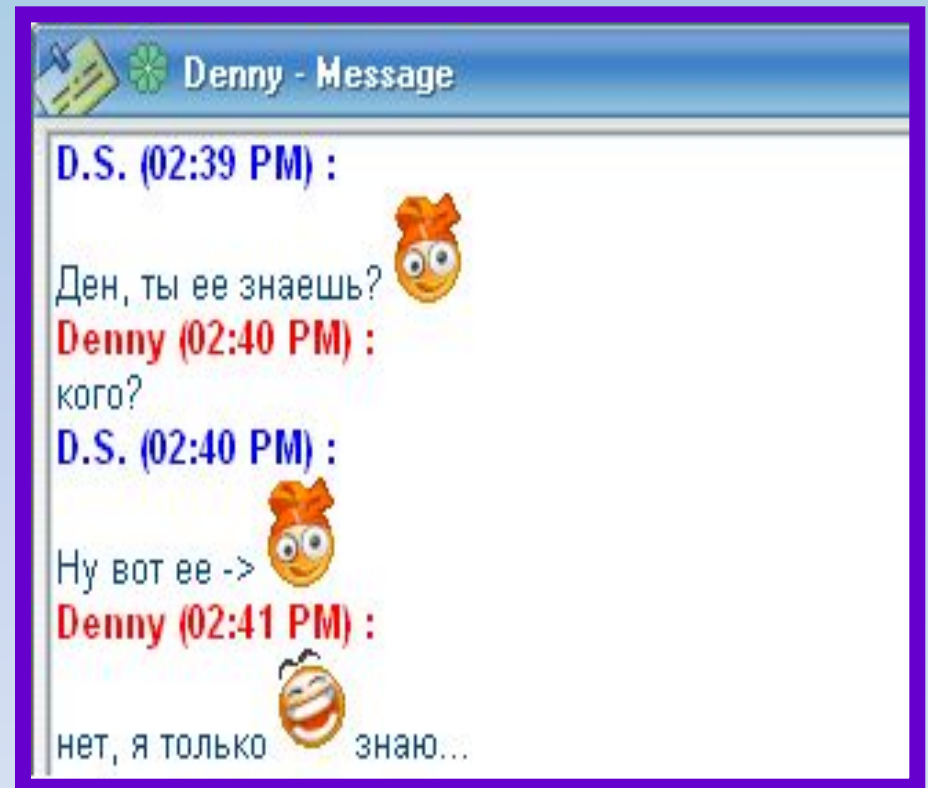 Denny - Message
D.S. (02:39 PM) :
Ден, ты ее знаешь?
Denny (02:40 PM) :
кого?
D.S. (02:40 PM) :
Ну вот ее ->
Denny (02:41 PM) :
нет, я только знаю...